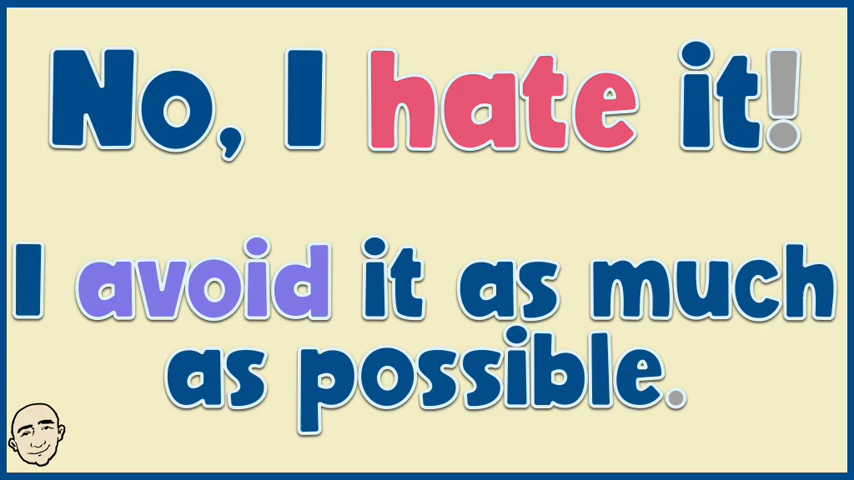 No, I hate it!
I avoid it as much
as possible.